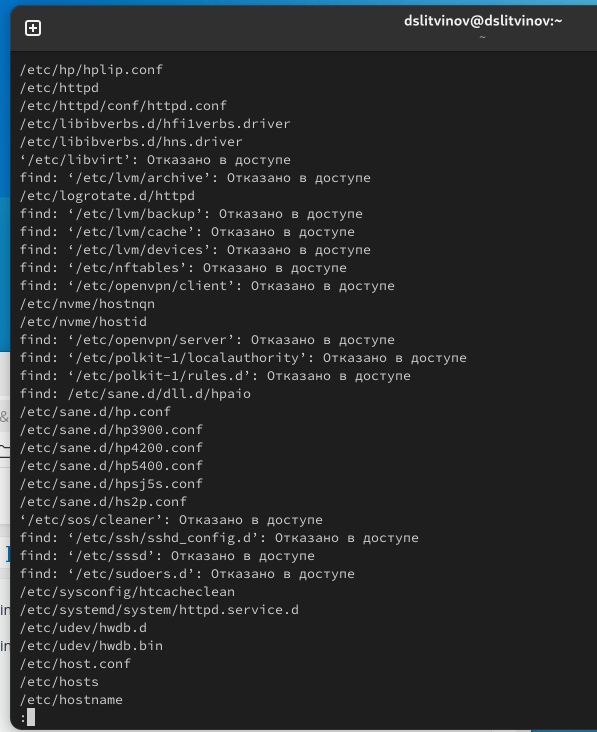 dslitvinov@dslitvinov:~
~
/etc/hp/hplip.conf
/etc/httpd
/etc/httpd/conf/httpd.conf
/etc/libibverbs.d/hfi1verbs.driver
/etc/libibverbs.d/hns.driver
‘/etc/libvirt’: Отказано в доступе
find: ‘/etc/lvm/archive’: Отказано в доступе
/etc/logrotate.d/httpd
find: ‘/etc/lvm/backup’: Отказано в доступе
find: ‘/etc/lvm/cache’: Отказано в доступе
find: ‘/etc/lvm/devices’: Отказано в доступе
find: ‘/etc/nftables’: Отказано в доступе
find: ‘/etc/openvpn/client’: Отказано в доступе
/etc/nvme/hostnqn
/etc/nvme/hostid
find: ‘/etc/openvpn/server’: Отказано в доступе
find: ‘/etc/polkit-1/localauthority’: Отказано в доступе
find: ‘/etc/polkit-1/rules.d’: Отказано в доступе
find: /etc/sane.d/dll.d/hpaio
/etc/sane.d/hp.conf
/etc/sane.d/hp3900.conf
/etc/sane.d/hp4200.conf
/etc/sane.d/hp5400.conf
/etc/sane.d/hpsj5s.conf
/etc/sane.d/hs2p.conf
‘/etc/sos/cleaner’: Отказано в доступе
find: ‘/etc/ssh/sshd_config.d’: Отказано в доступе
find: ‘/etc/sssd’: Отказано в доступе
find: ‘/etc/sudoers.d’: Отказано в доступе
/etc/sysconfig/htcacheclean
/etc/systemd/system/httpd.service.d
/etc/udev/hwdb.d
/etc/udev/hwdb.bin
/etc/host.conf
/etc/hosts
/etc/hostname
: